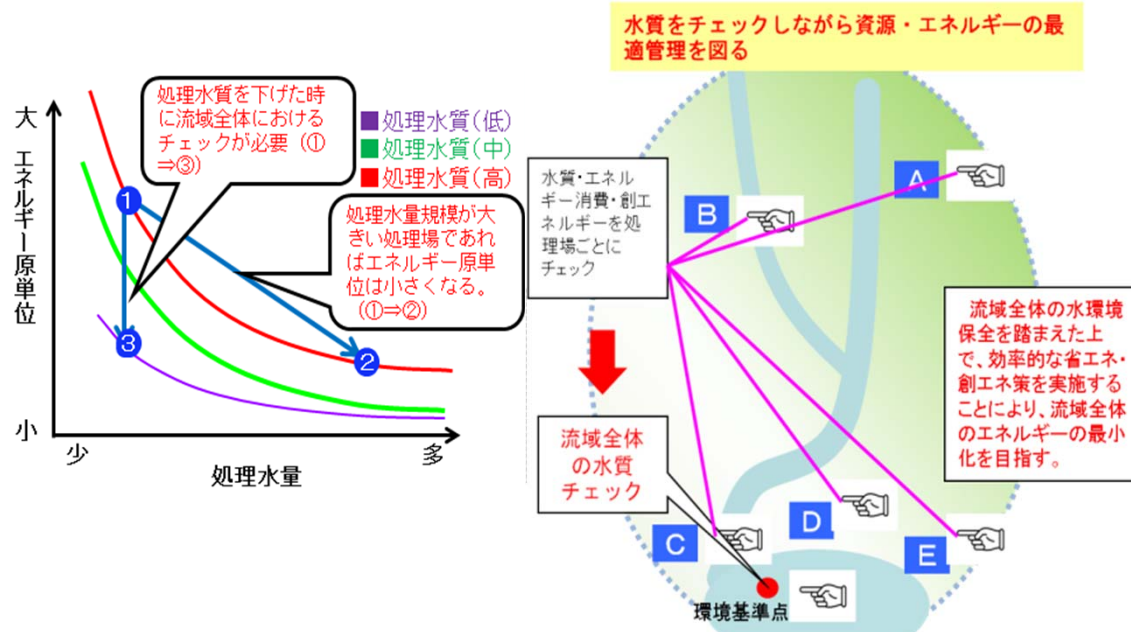 水質をチェックしながら資源・エネルギーの最
適管理を図る
大
エネルギー原単位
小
少
処理水量
多
処理水質を下げた時
に流域全体における
チェックが必要（①
⇒③）
処理水質(低)
処理水質(中)
処理水質(高)
処理水量規模が大
きい処理場であれ
ばエネルギー原単
位は小さくなる。
（①⇒②）
①
②
③
水質・エネル
ギー消費・創エ
ネルギーを処
理場ごとに
チェック
流域全体
の水質
チェック
A
B
C
D
E
環境基準点
流域全体の水環境
保全を踏まえた上
で、効率的な省エネ・
創エネ策を実施する
ことにより、流域全体
のエネルギーの最小
化を目指す。